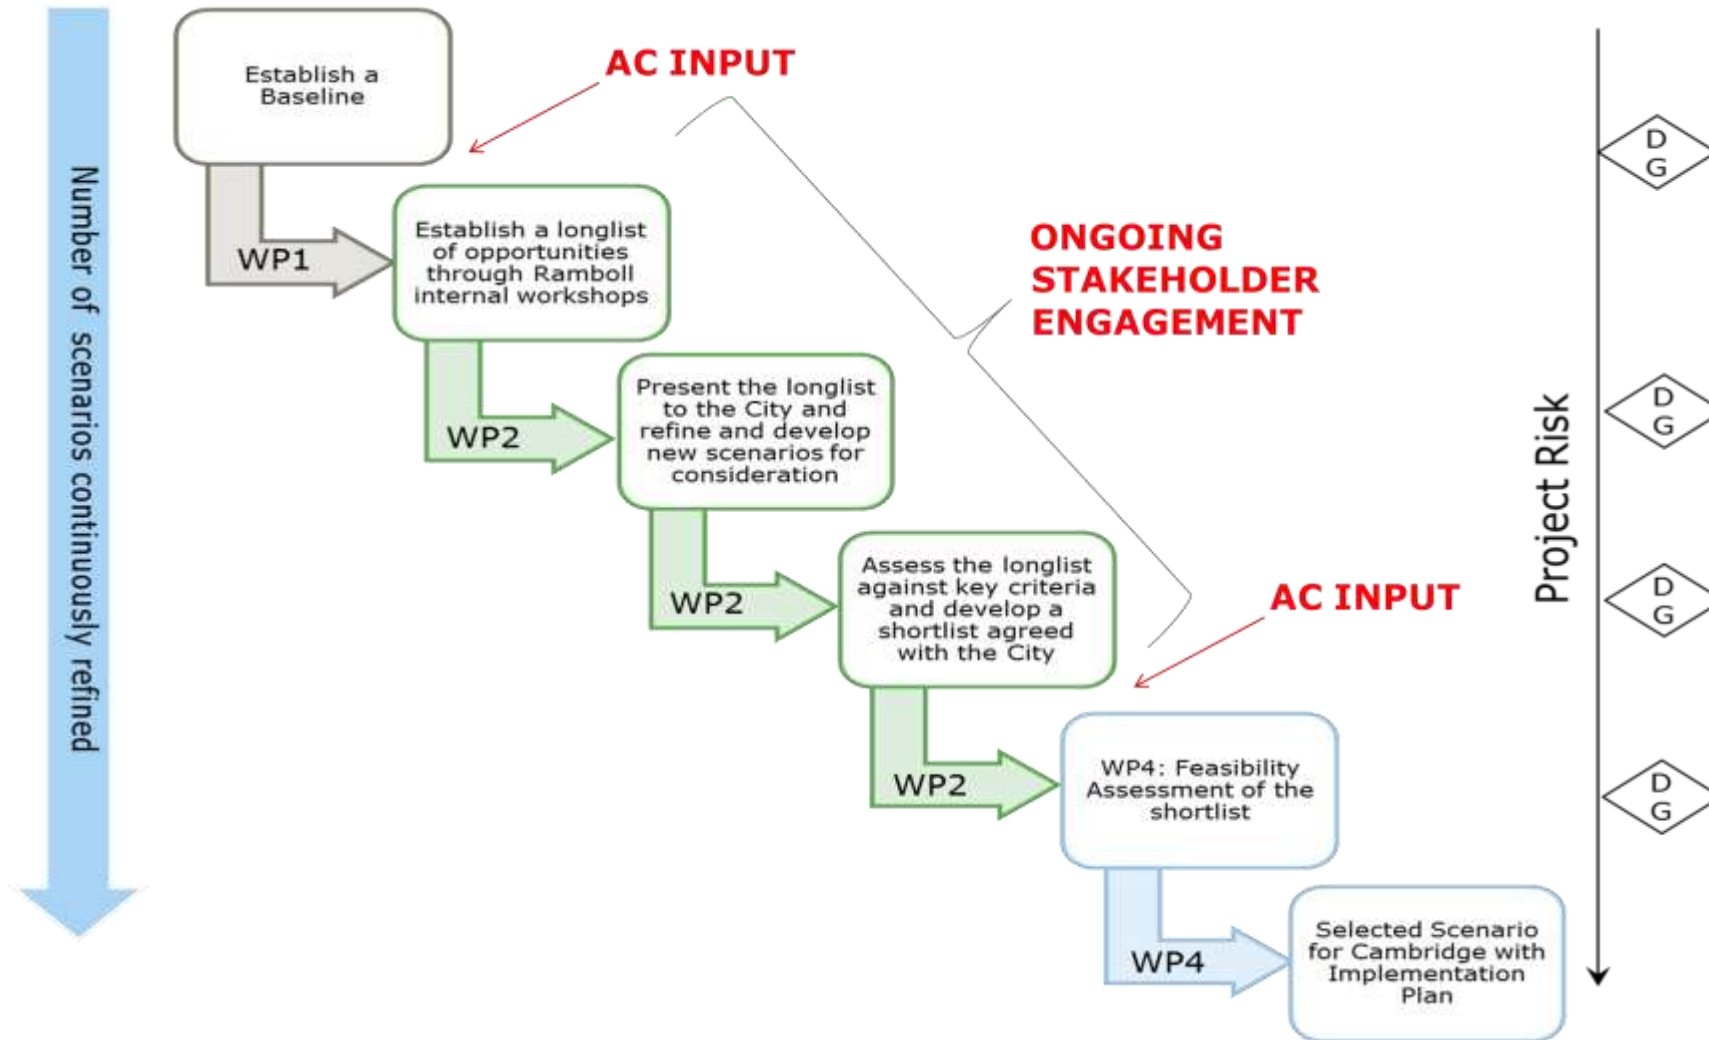 Number of scenarios continuously refined
Establish a
Baseline
AC INPUT
WP1
Establish a longlist
of opportunities
through Ramboll
internal workshops
ONGOING
STAKEHOLDER
ENGAGEMENT
WP2
Present the longlist
to the City and
refine and develop
new scenarios for
consideration
WP2
Assess the longlist
against key criteria
and develop a
shortlist agreed
with the City
AC INPUT
WP2
WP4: Feasibility
Assessment of the
shortlist
WP4
Selected Scenario
for Cambridge with
Implementation
Plan
Project Risk
D
G
D
G
D
G
D
G